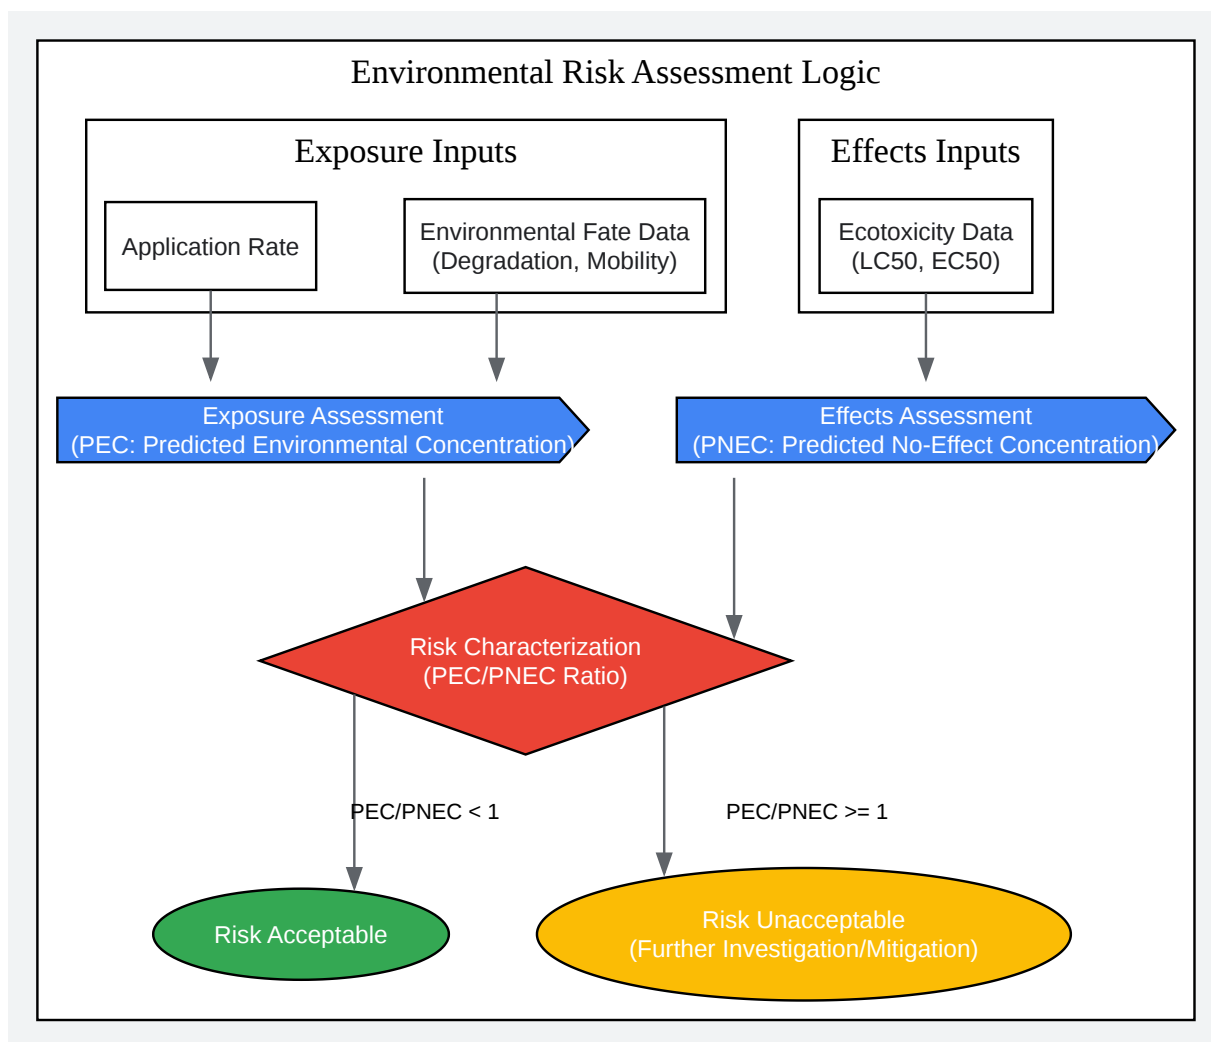 Environmental Risk Assessment Logic
Exposure Inputs
Effects Inputs
Application Rate
Environmental Fate Data
(Degradation, Mobility)
Ecotoxicity Data
(LC50, EC50)
Exposure Assessment
(PEC: Predicted Environmental Concentration)
Effects Assessment
(PNEC: Predicted No-Effect Concentration)
Risk Characterization
(PEC/PNEC Ratio)
PEC/PNEC < 1
PEC/PNEC >= 1
Risk Acceptable
Risk Unacceptable
(Further Investigation/Mitigation)